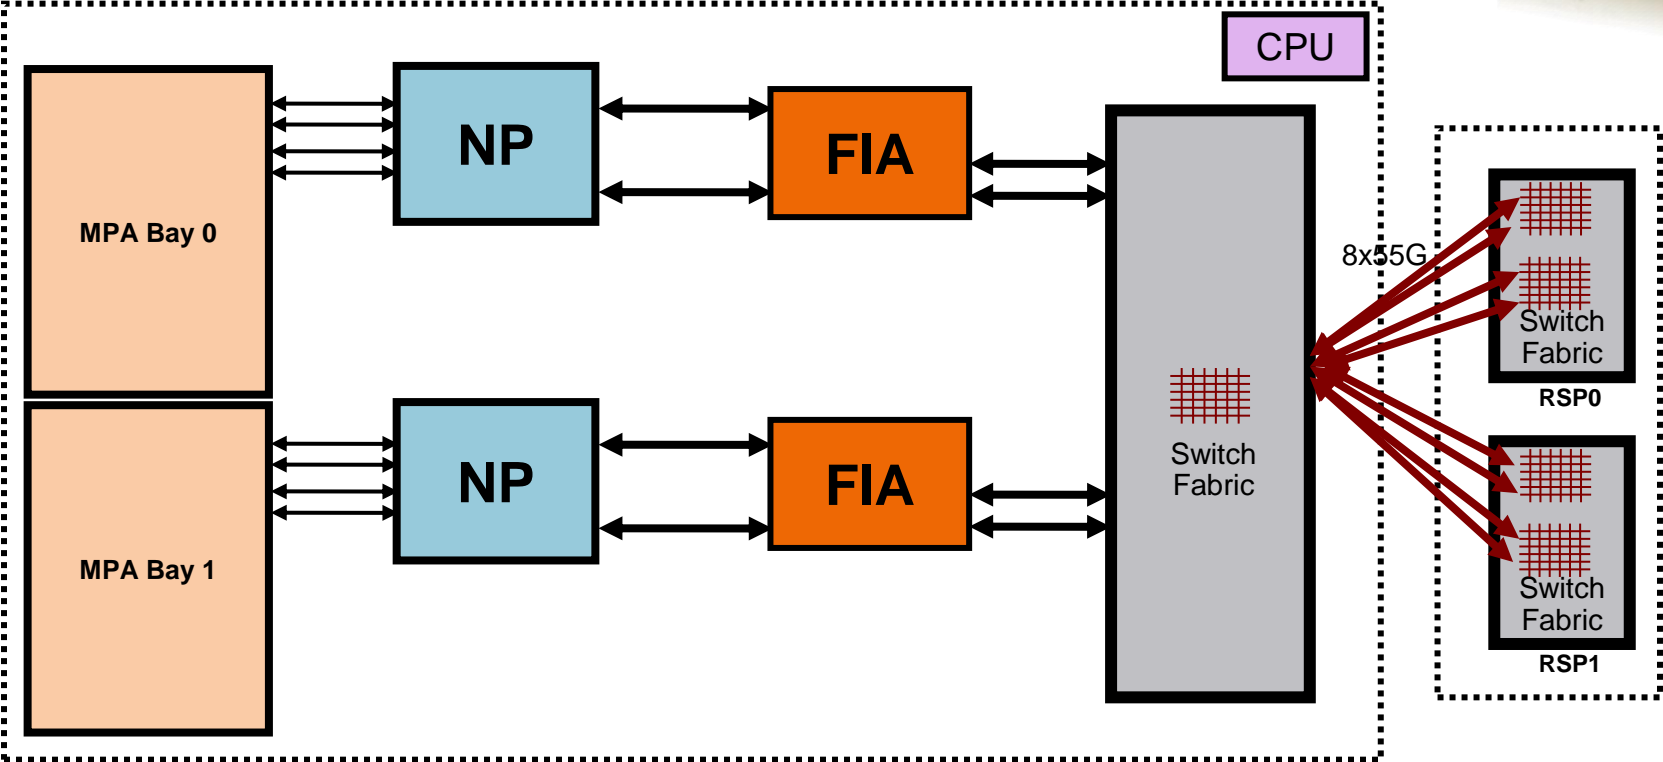 CPU
MPA Bay 0
NP
FIA
8x55G
Switch
Fabric
RSP0
MPA Bay 1
NP
FIA
Switch
Fabric
Switch
Fabric
RSP1